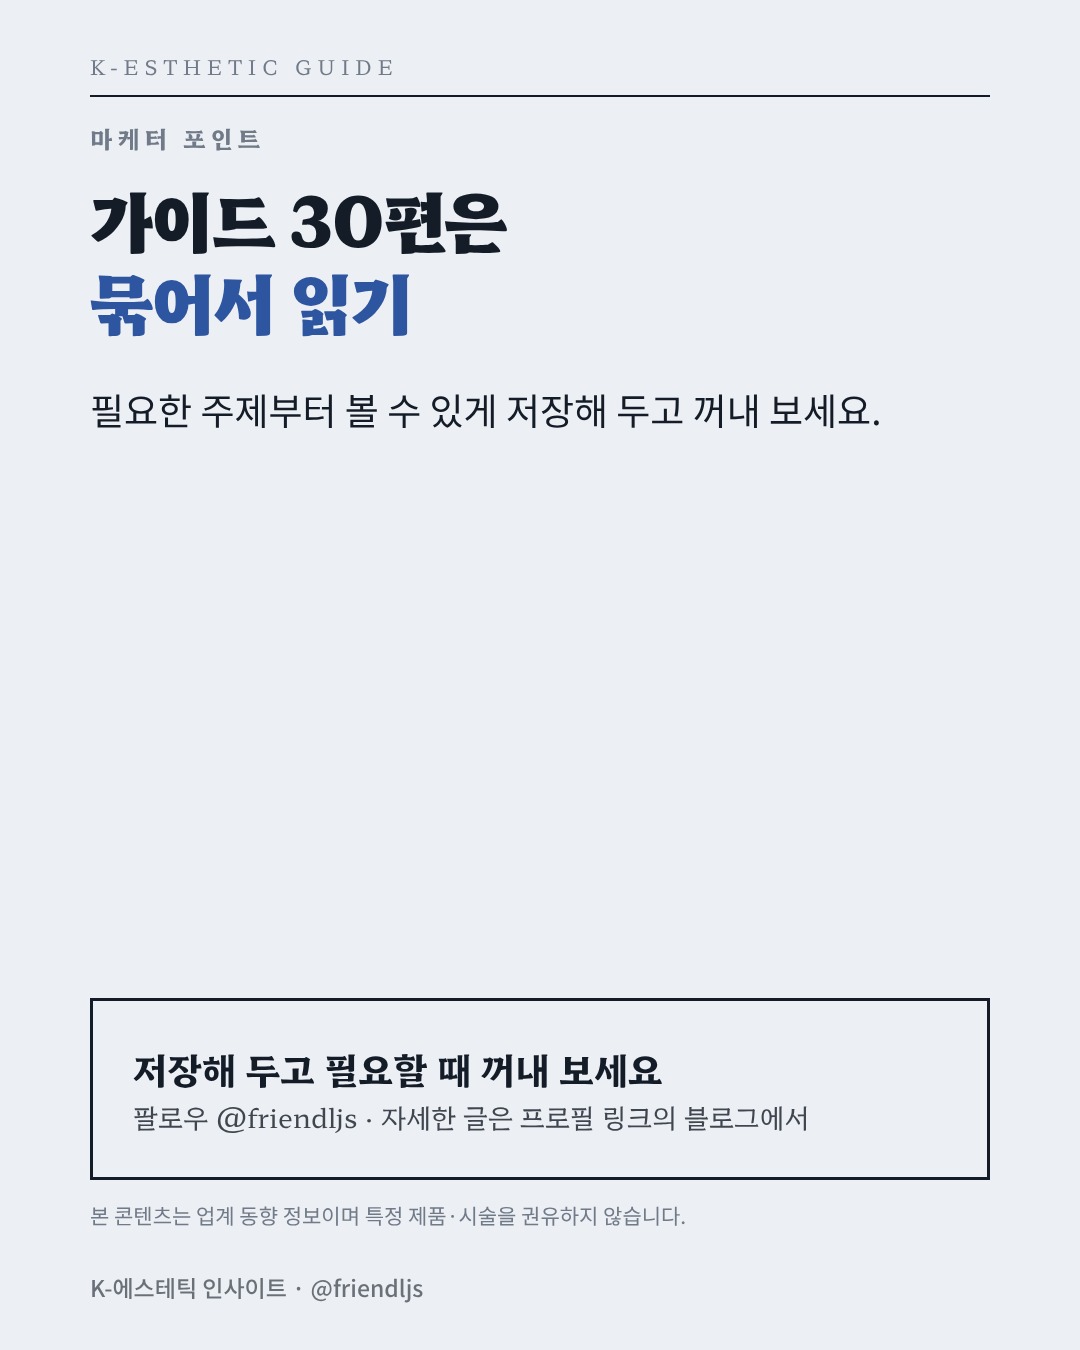 K-ESTHETIC GUIDE
마케터 포인트
가이드 30편은
묶어서 읽기
필요한 주제부터 볼 수 있게 저장해 두고 꺼내 보세요.
저장해 두고 필요할 때 꺼내 보세요
팔로우 @friendljs · 자세한 글은 프로필 링크의 블로그에서
본 콘텐츠는 업계 동향 정보이며 특정 제품·시술을 권유하지 않습니다.
K-에스테틱 인사이트 · @friendljs